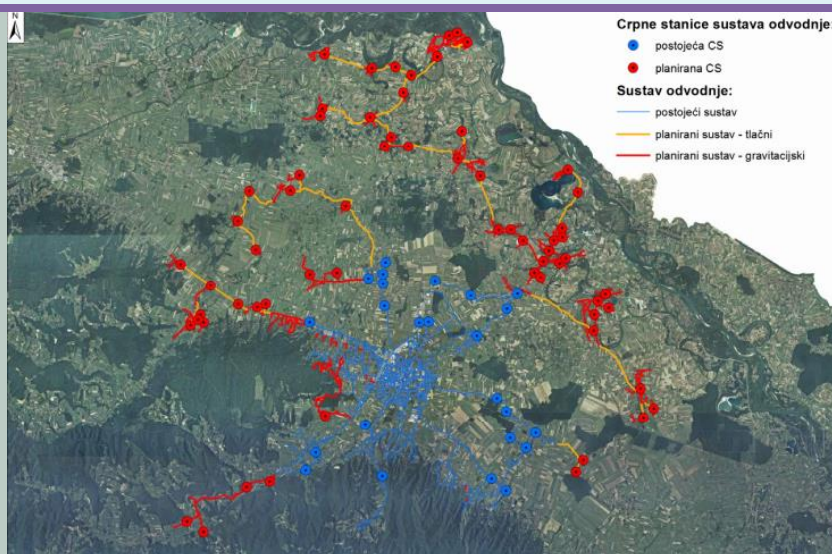 N
Crpne stanice sustava odvodnje:
postojeća CS
planirana CS
Sustav odvodnje:
postojeći sustav
planirani sustav - tlačni
planirani sustav - gravitacijski